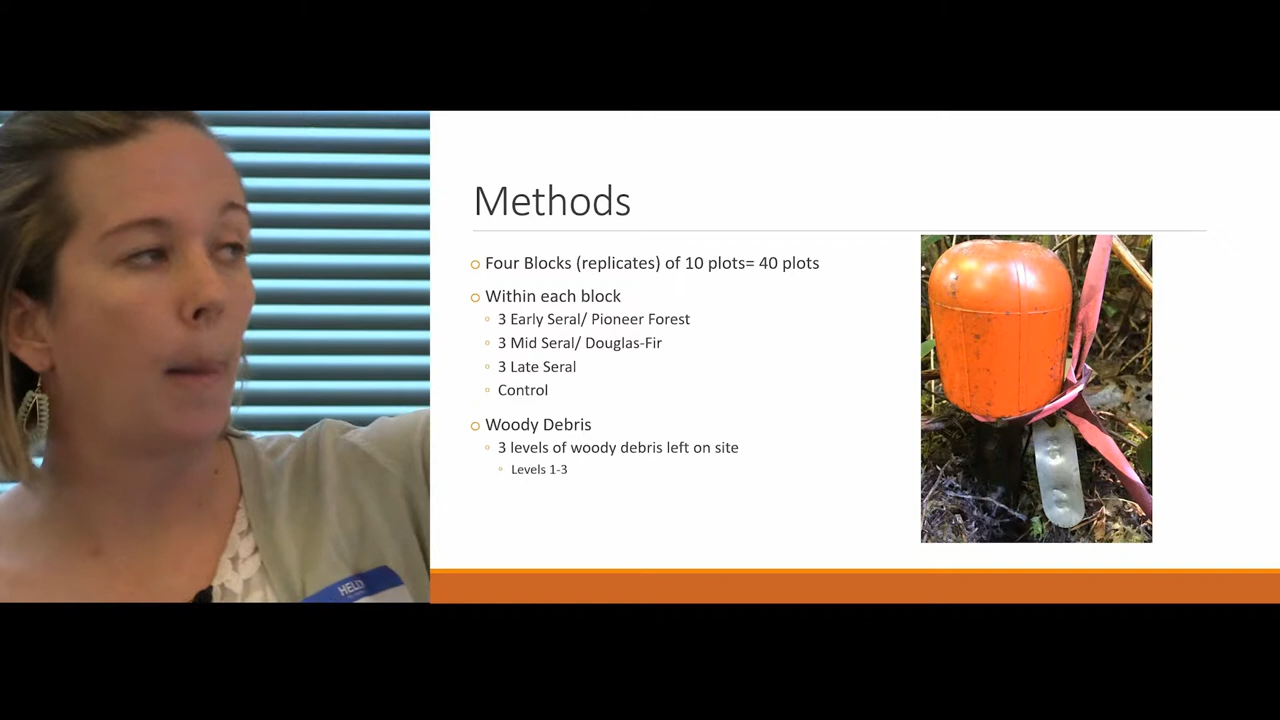 Methods
Four Blocks (replicates) of 10 plots= 40 plots
Within each block
3 Early Seral/ Pioneer Forest
3 Mid Seral/ Douglas-Fir
3 Late Seral
Control
Woody Debris
3 levels of woody debris left on site
Levels 1-3
HELLO